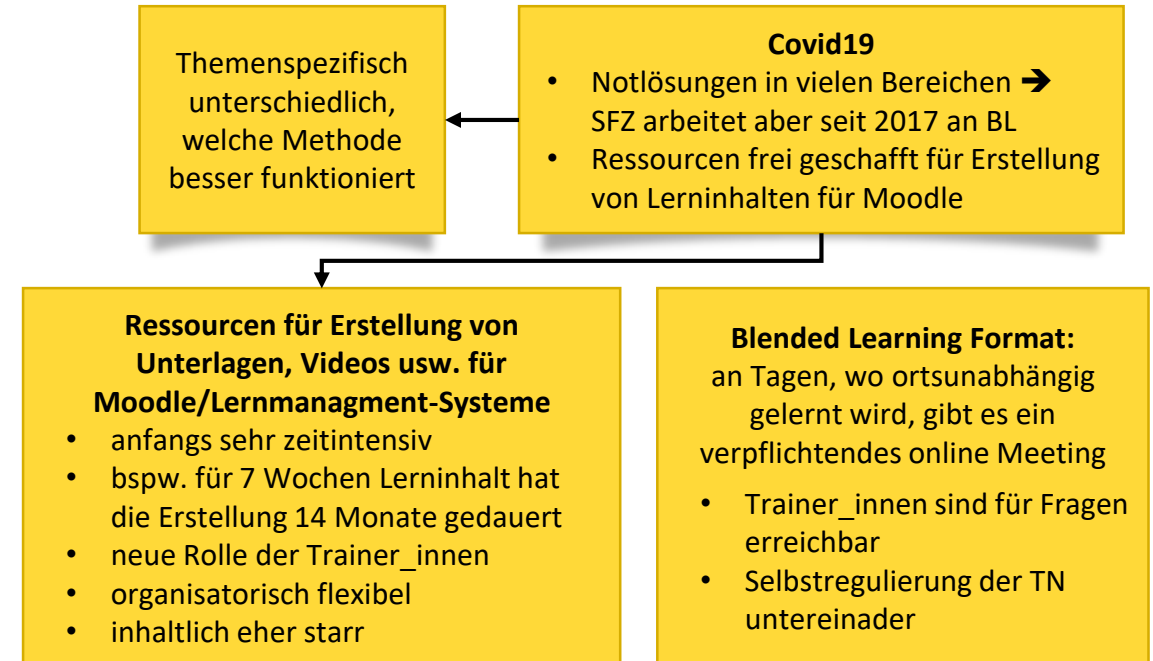 Themenspezifisch
unterschiedlich,
welche Methode
besser funktioniert
Covid19
• Notlösungen in vielen Bereichen ➔
SFZ arbeitet aber seit 2017 an BL
• Ressourcen frei geschafft für Erstellung
von Lerninhalten für Moodle
Ressourcen für Erstellung von
Unterlagen, Videos usw. für
Moodle/Lernmanagment-Systeme
• anfangs sehr zeitintensiv
• bspw. für 7 Wochen Lerninhalt hat
die Erstellung 14 Monate gedauert
• neue Rolle der Trainer_innen
• organisatorisch flexibel
• inhaltlich eher starr
Blended Learning Format:
an Tagen, wo ortsunabhängig
gelernt wird, gibt es ein
verpflichtendes online Meeting
• Trainer_innen sind für Fragen
erreichbar
• Selbstregulierung der TN
untereinader